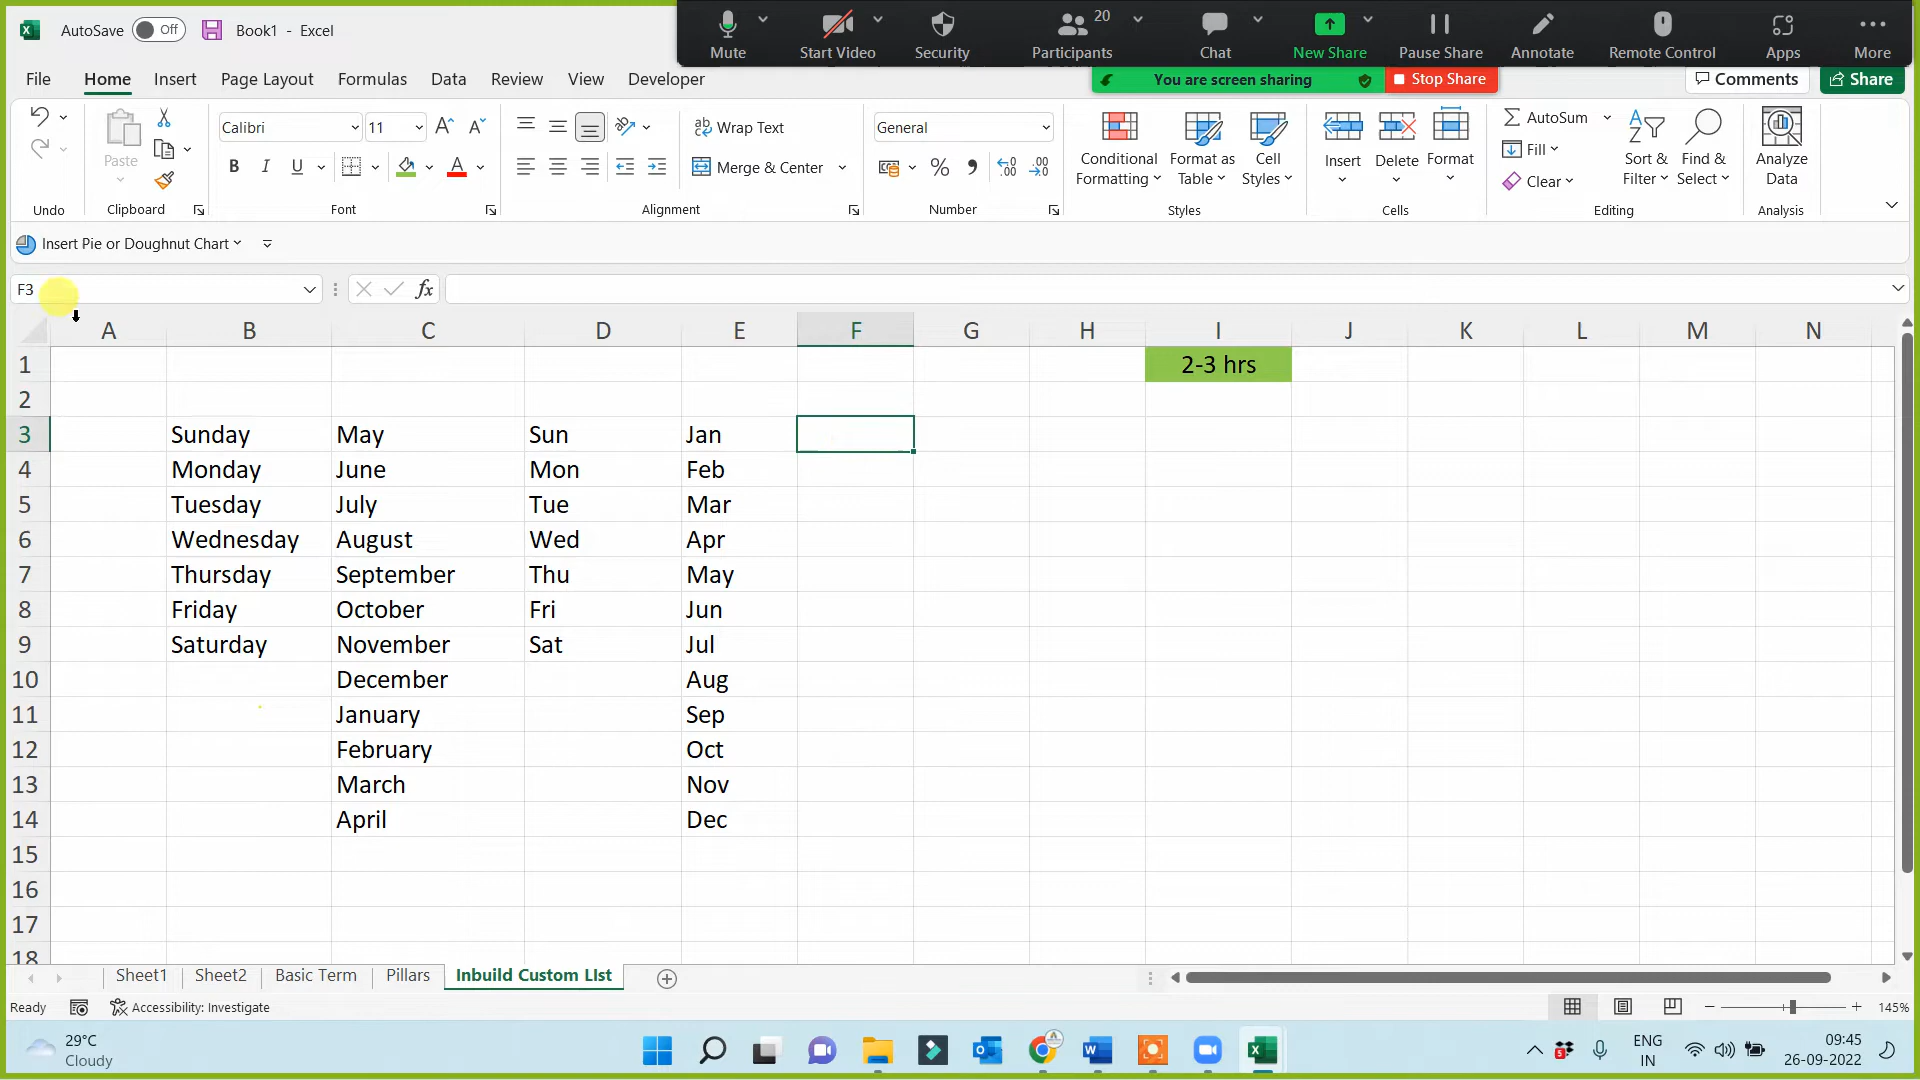 AutoSave Off Book1 - Excel
Mute Start Video Security Participants 20 Chat New Share Pause Share Annotate Remote Control Apps More
File Home Insert Page Layout Formulas Data Review View Developer
You are screen sharing Stop Share
Comments Share
Calibri 11 Wrap Text General
Paste B I U Merge & Center % ,
Conditional Formatting Format as Table Cell Styles
Insert Delete Format
AutoSum
Fill
Clear
Sort & Filter Find & Select Analyze Data
Undo Clipboard Font Alignment Number Styles Cells Editing Analysis
Insert Pie or Doughnut Chart
F3 fx
A B C D E F G H I J K L M N
1 2-3 hrs
2
3 Sunday May Sun Jan
4 Monday June Mon Feb
5 Tuesday July Tue Mar
6 Wednesday August Wed Apr
7 Thursday September Thu May
8 Friday October Fri Jun
9 Saturday November Sat Jul
10 December Aug
11 January Sep
12 February Oct
13 March Nov
14 April Dec
15
16
17
18
Sheet1 Sheet2 Basic Term Pillars Inbuild Custom LIst
Ready Accessibility: Investigate 145%
29°C
Cloudy
ENG
IN
09:45
26-09-2022